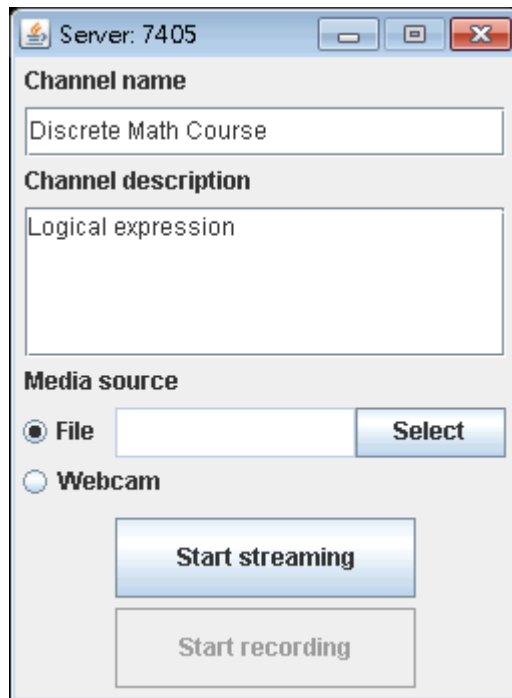 Server: 7405
Channel name
Discrete Math Course
Channel description
Logical expression
Media source
File Select
Webcam
Start streaming
Start recording